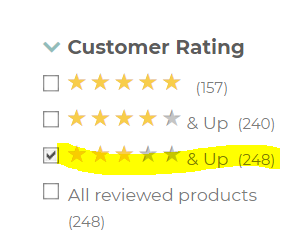 Customer Rating
(157)
& Up (240)
& Up (248)
All reviewed products
(248)